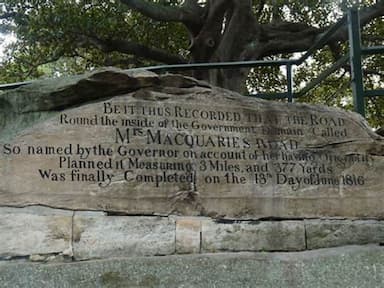 BE IT THUS RECORDED THAT THE ROAD
Round the inside of the Government Domain Called
MRS MACQUARIE'S ROAD
So named by the Governor on account of her having Originally
Planned it Measuring 3 Miles, and 377 Yards
Was finally Completed on the 13th Day of June 1816